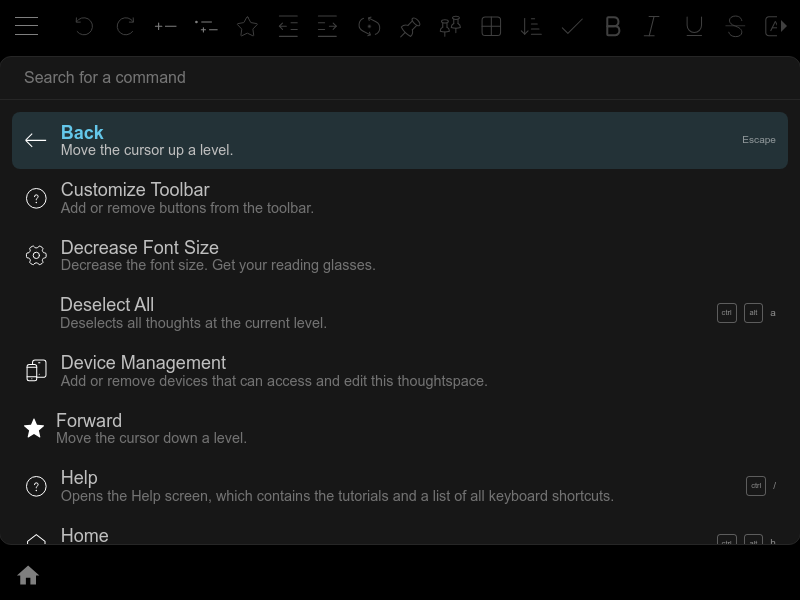 B I U S A
Search for a command
Back
Move the cursor up a level.
Escape
Customize Toolbar
Add or remove buttons from the toolbar.
Decrease Font Size
Decrease the font size. Get your reading glasses.
Deselect All
Deselects all thoughts at the current level.
ctrl alt a
Device Management
Add or remove devices that can access and edit this thoughtspace.
Forward
Move the cursor down a level.
Help
Opens the Help screen, which contains the tutorials and a list of all keyboard shortcuts.
ctrl /
Home
ctrl alt h